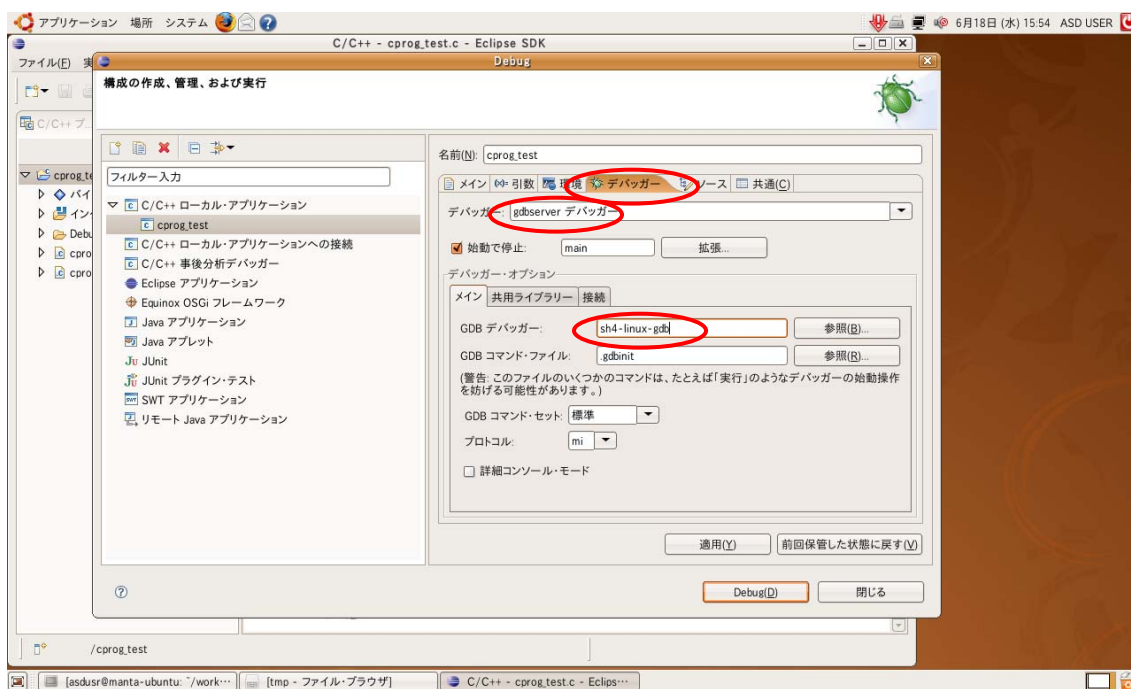 アプリケーション 場所 システム 6月18日 (水) 15:54 ASD USER
C/C++ - cprog_test.c - Eclipse SDK
ファイル(E) 実
Debug
構成の作成、管理、および実行
C/C++ プ
cprog_te
バイ
イン
Debu
cpro
cpro
フィルター入力
C/C++ ローカル・アプリケーション
cprog_test
C/C++ ローカル・アプリケーションへの接続
C/C++ 事後分析デバッガー
Eclipse アプリケーション
Equinox OSGi フレームワーク
Java アプリケーション
Java アプレット
JUnit
JUnit プラグイン・テスト
SWT アプリケーション
リモート Java アプリケーション
名前(N): cprog_test
メイン 引数 環境 デバッガー ソース 共通(C)
デバッガー: gdbserver デバッガー
始動で停止: main 拡張...
デバッガー・オプション
メイン 共用ライブラリー 接続
GDB デバッガー: sh4-linux-gdb 参照(B)...
GDB コマンド・ファイル: .gdbinit 参照(R)...
(警告: このファイルのいくつかのコマンドは、たとえば「実行」のようなデバッガーの始動操作
を妨げる可能性があります。)
GDB コマンド・セット: 標準
プロトコル: mi
詳細コンソール・モード
適用(Y) 前回保管した状態に戻す(V)
Debug(D) 閉じる
/cprog_test
[asdusr@manta-ubuntu: ~/work… [tmp - ファイル・ブラウザ] C/C++ - cprog_test.c - Eclips…